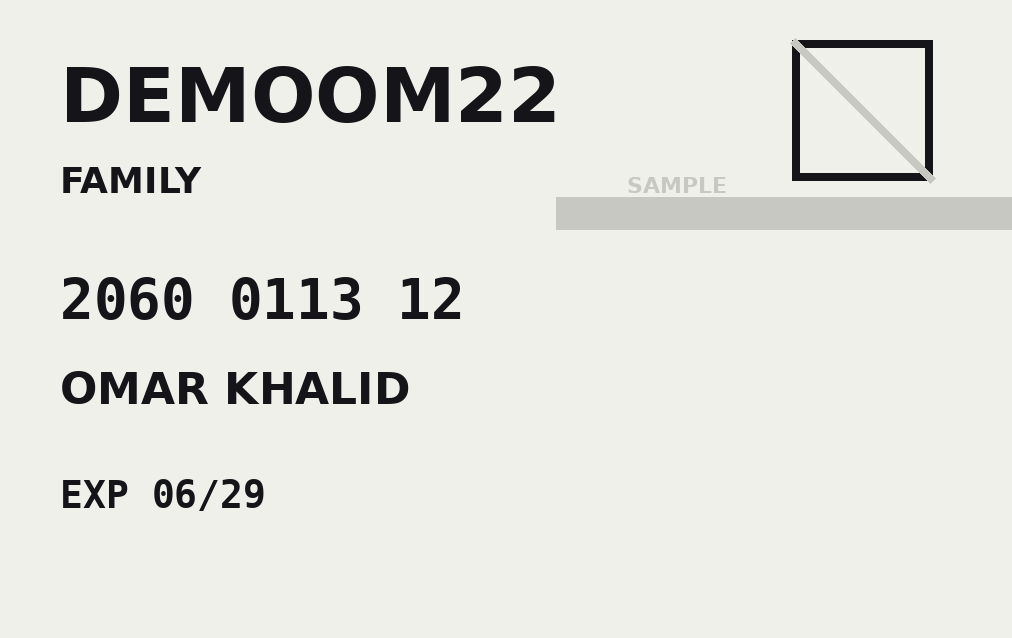 DEMOOM22
FAMILY
SAMPLE
2060 0113 12
OMAR KHALID
EXP 06/29